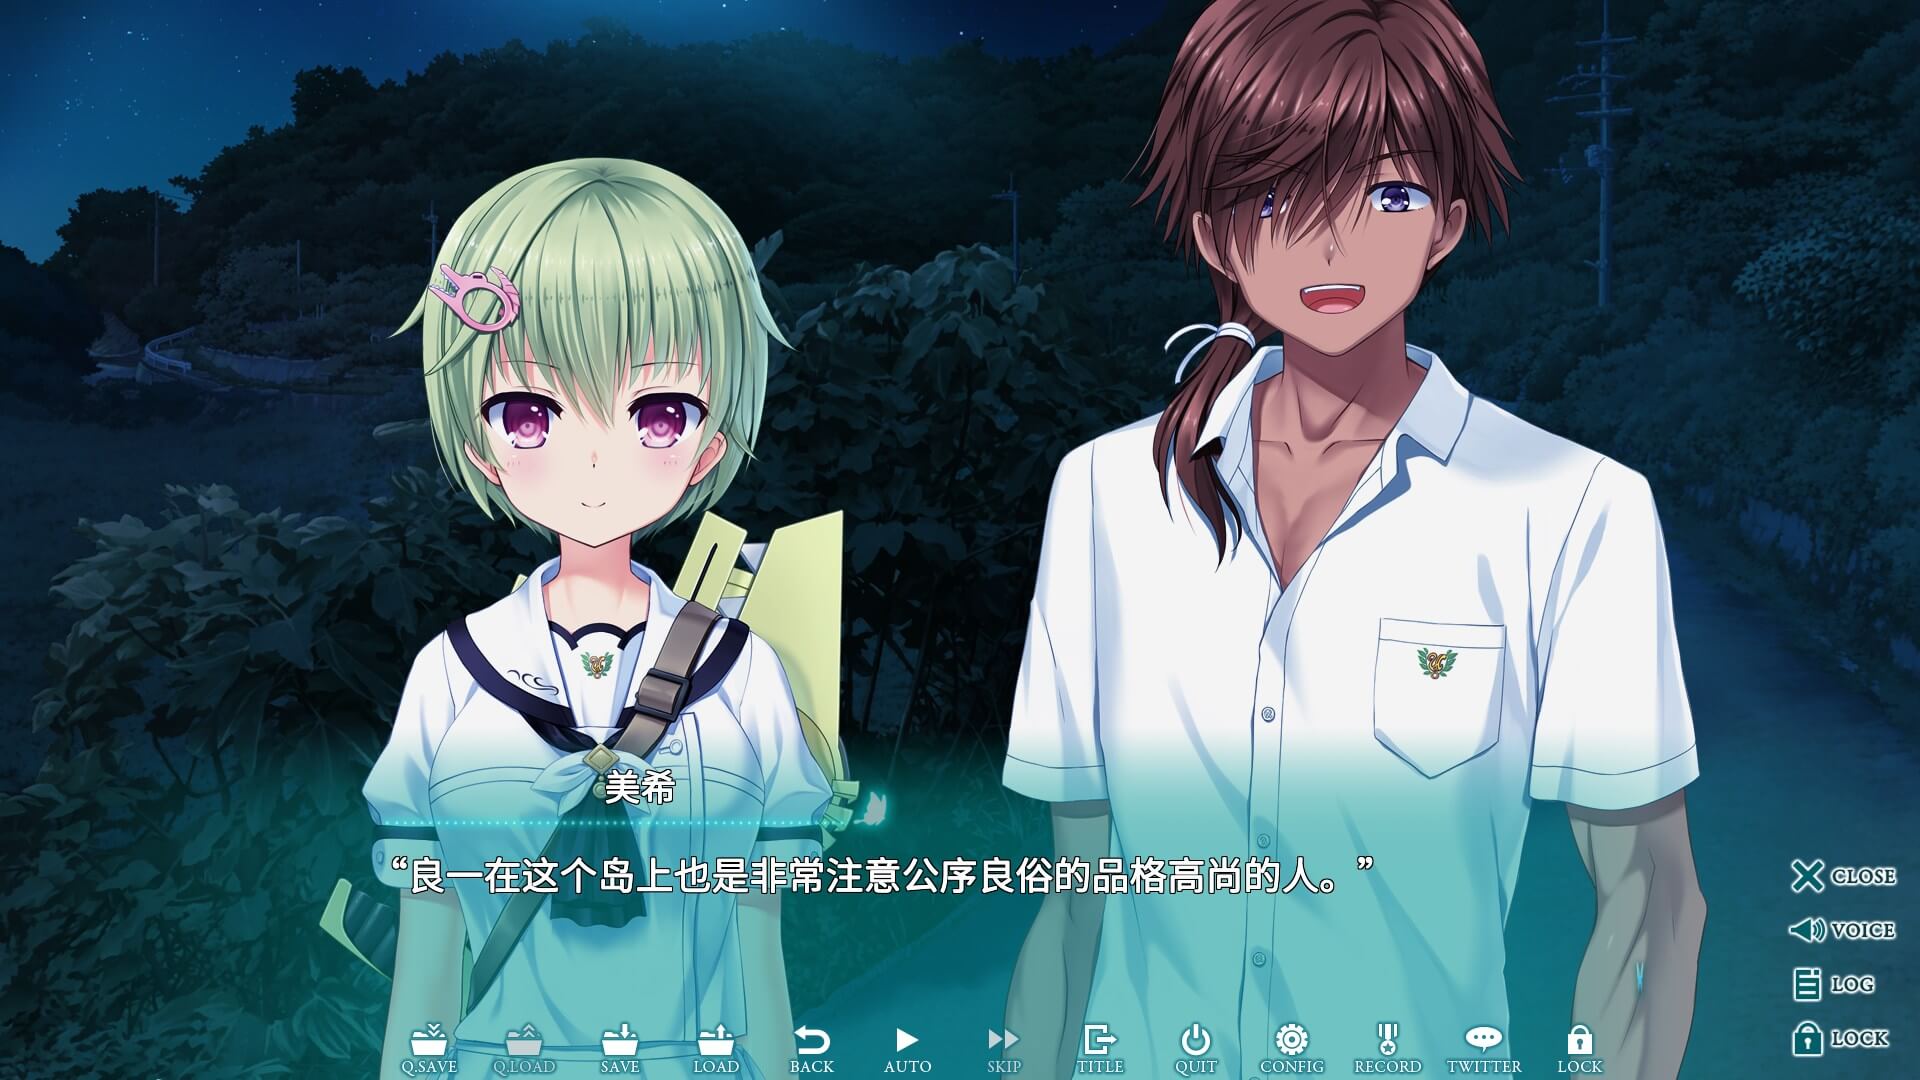 美希
“良一在这个岛上也是非常注意公序良俗的品格高尚的人。”
CLOSE
VOICE
LOG
LOCK
Q.SAVE Q.LOAD SAVE LOAD BACK AUTO SKIP TITLE QUIT CONFIG RECORD TWITTER LOCK